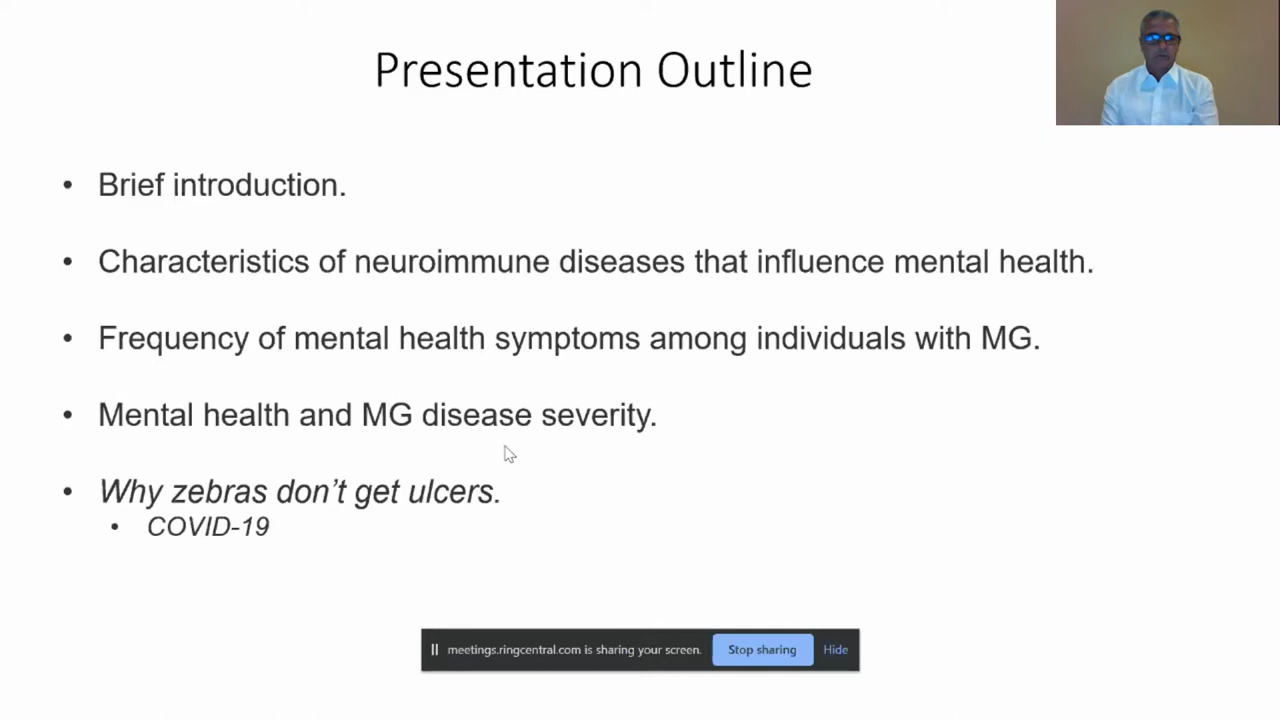 Presentation Outline
• Brief introduction.
• Characteristics of neuroimmune diseases that influence mental health.
• Frequency of mental health symptoms among individuals with MG.
• Mental health and MG disease severity.
• Why zebras don’t get ulcers.
• COVID-19
meetings.ringcentral.com is sharing your screen. Stop sharing Hide